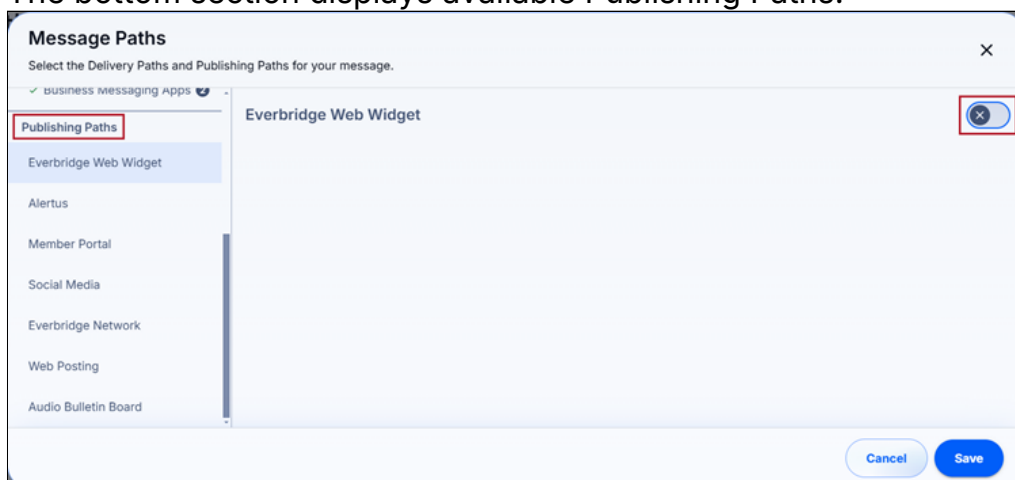 The bottom section displays available Publishing Paths.
Message Paths
Select the Delivery Paths and Publishing Paths for your message.
Business Messaging Apps 2
Publishing Paths
Everbridge Web Widget
Everbridge Web Widget
Alertus
Member Portal
Social Media
Everbridge Network
Web Posting
Audio Bulletin Board
Cancel
Save